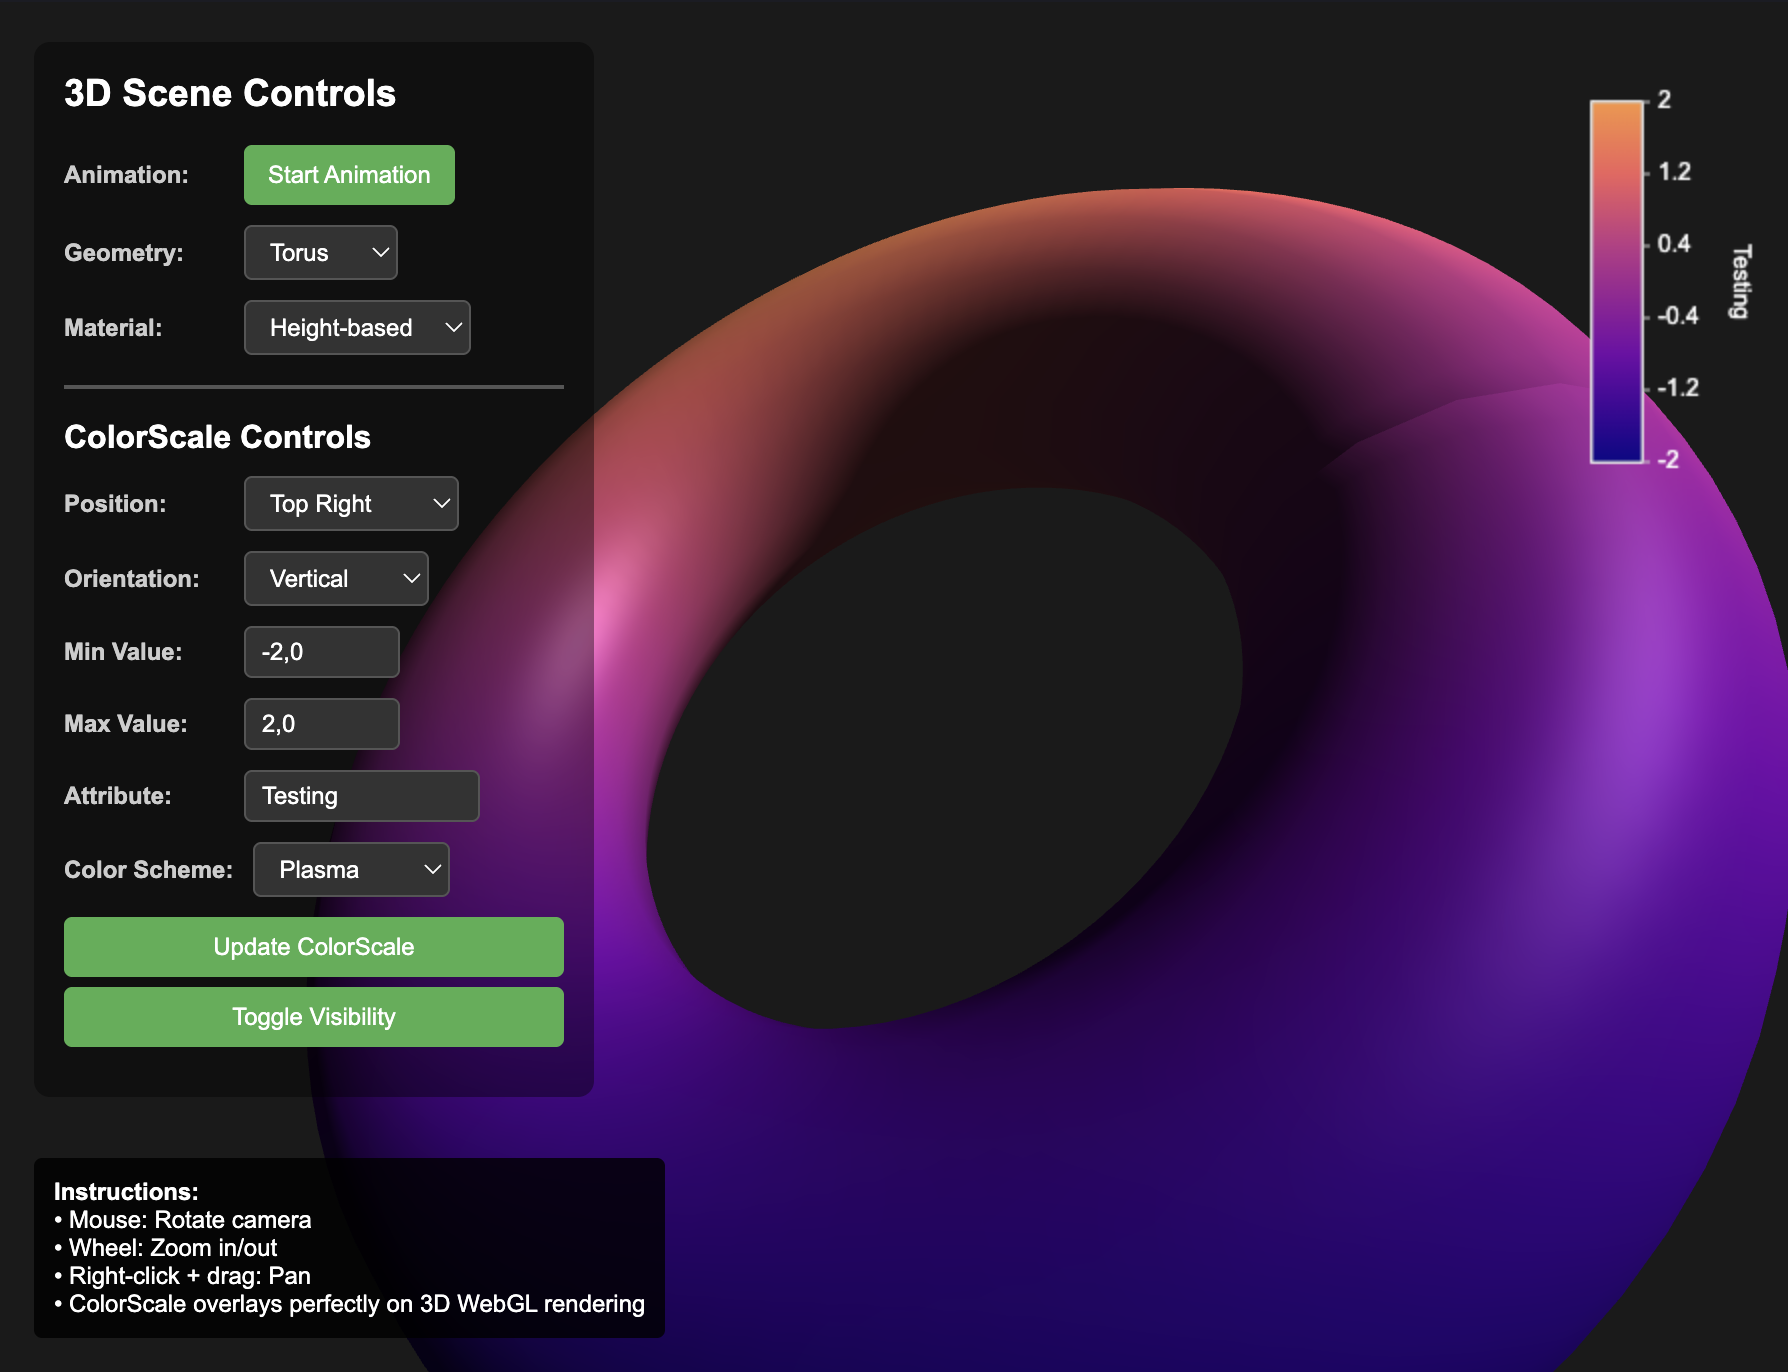 3D Scene Controls
Animation: Start Animation
Geometry: Torus
Material: Height-based
ColorScale Controls
Position: Top Right
Orientation: Vertical
Min Value: -2,0
Max Value: 2,0
Attribute: Testing
Color Scheme: Plasma
Update ColorScale
Toggle Visibility
Instructions:
• Mouse: Rotate camera
• Wheel: Zoom in/out
• Right-click + drag: Pan
• ColorScale overlays perfectly on 3D WebGL rendering
2
1.2
0.4
-0.4
-1.2
-2
Testing